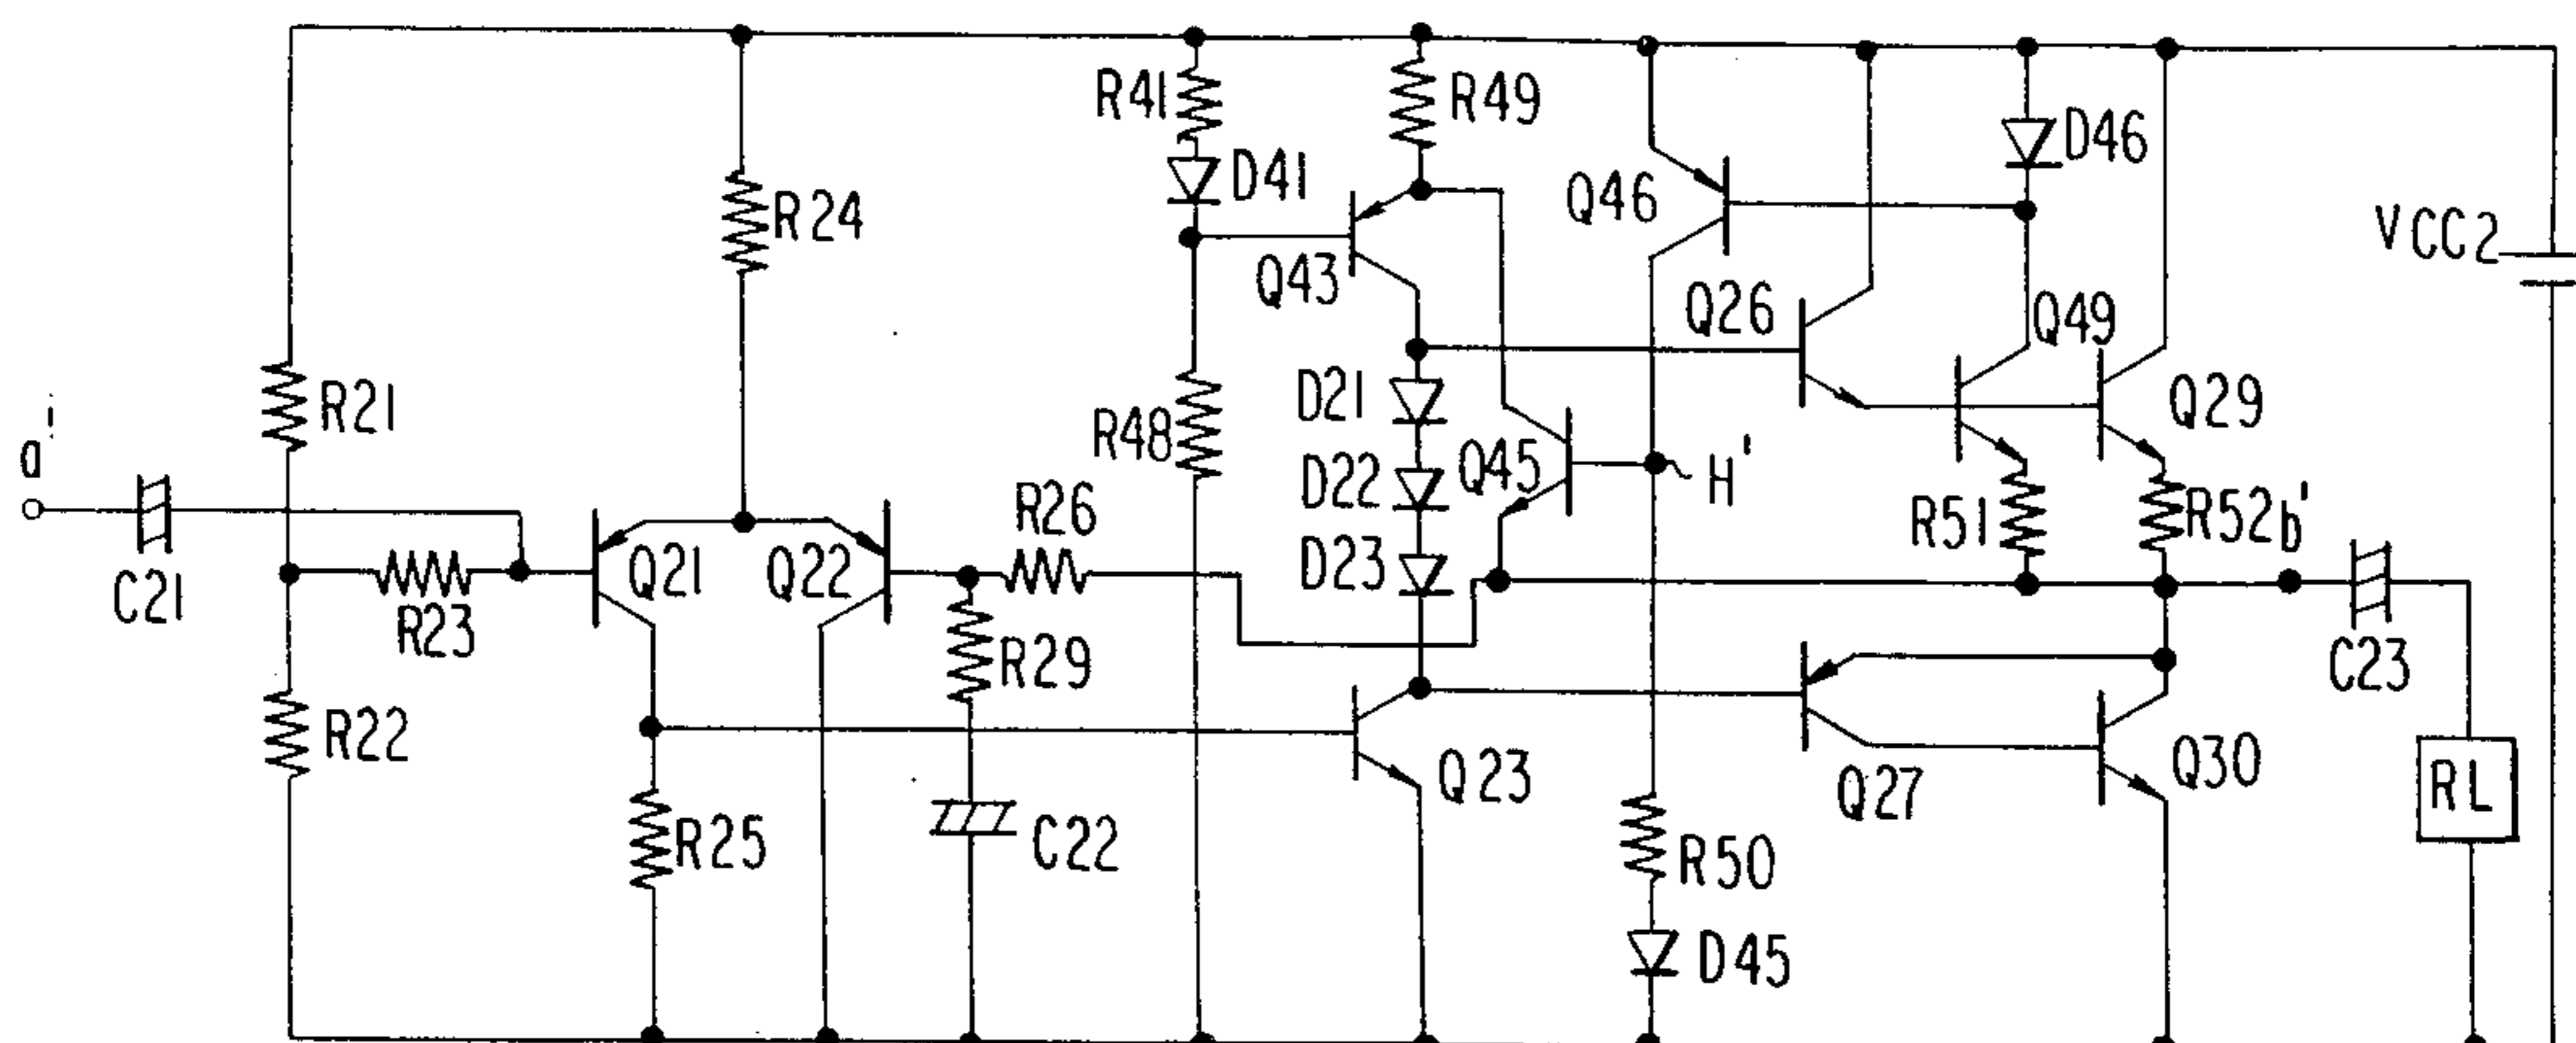 R41
R49
D41
D46
R24
Q46
VCC2
Q43
Q26
Q49
R21
D21
Q29
a'
R48
D22
Q45
H'
R26
R51
R52
b'
C21
Q21
Q22
D23
R23
R29
C23
R22
Q23
Q27
Q30
RL
R25
C22
R50
D45